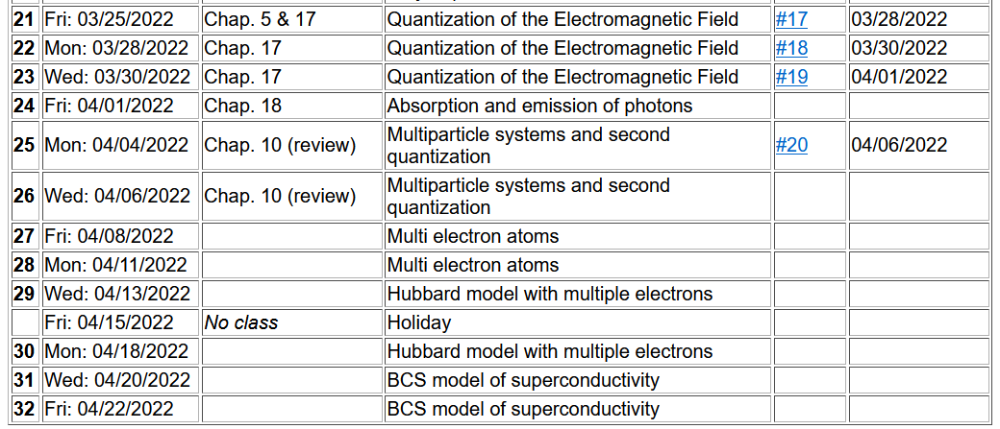 21 Fri: 03/25/2022 Chap. 5 & 17 Quantization of the Electromagnetic Field #17 03/28/2022
22 Mon: 03/28/2022 Chap. 17 Quantization of the Electromagnetic Field #18 03/30/2022
23 Wed: 03/30/2022 Chap. 17 Quantization of the Electromagnetic Field #19 04/01/2022
24 Fri: 04/01/2022 Chap. 18 Absorption and emission of photons
25 Mon: 04/04/2022 Chap. 10 (review) Multiparticle systems and second
quantization #20 04/06/2022
26 Wed: 04/06/2022 Chap. 10 (review) Multiparticle systems and second
quantization
27 Fri: 04/08/2022 Multi electron atoms
28 Mon: 04/11/2022 Multi electron atoms
29 Wed: 04/13/2022 Hubbard model with multiple electrons
Fri: 04/15/2022 No class Holiday
30 Mon: 04/18/2022 Hubbard model with multiple electrons
31 Wed: 04/20/2022 BCS model of superconductivity
32 Fri: 04/22/2022 BCS model of superconductivity